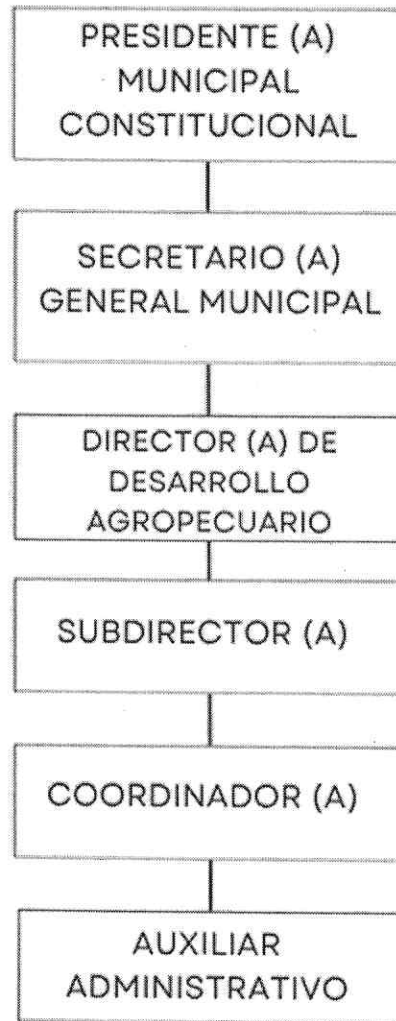 PRESIDENTE (A)
MUNICIPAL
CONSTITUCIONAL
SECRETARIO (A)
GENERAL MUNICIPAL
DIRECTOR (A) DE
DESARROLLO
AGROPECUARIO
SUBDIRECTOR (A)
COORDINADOR (A)
AUXILIAR
ADMINISTRATIVO